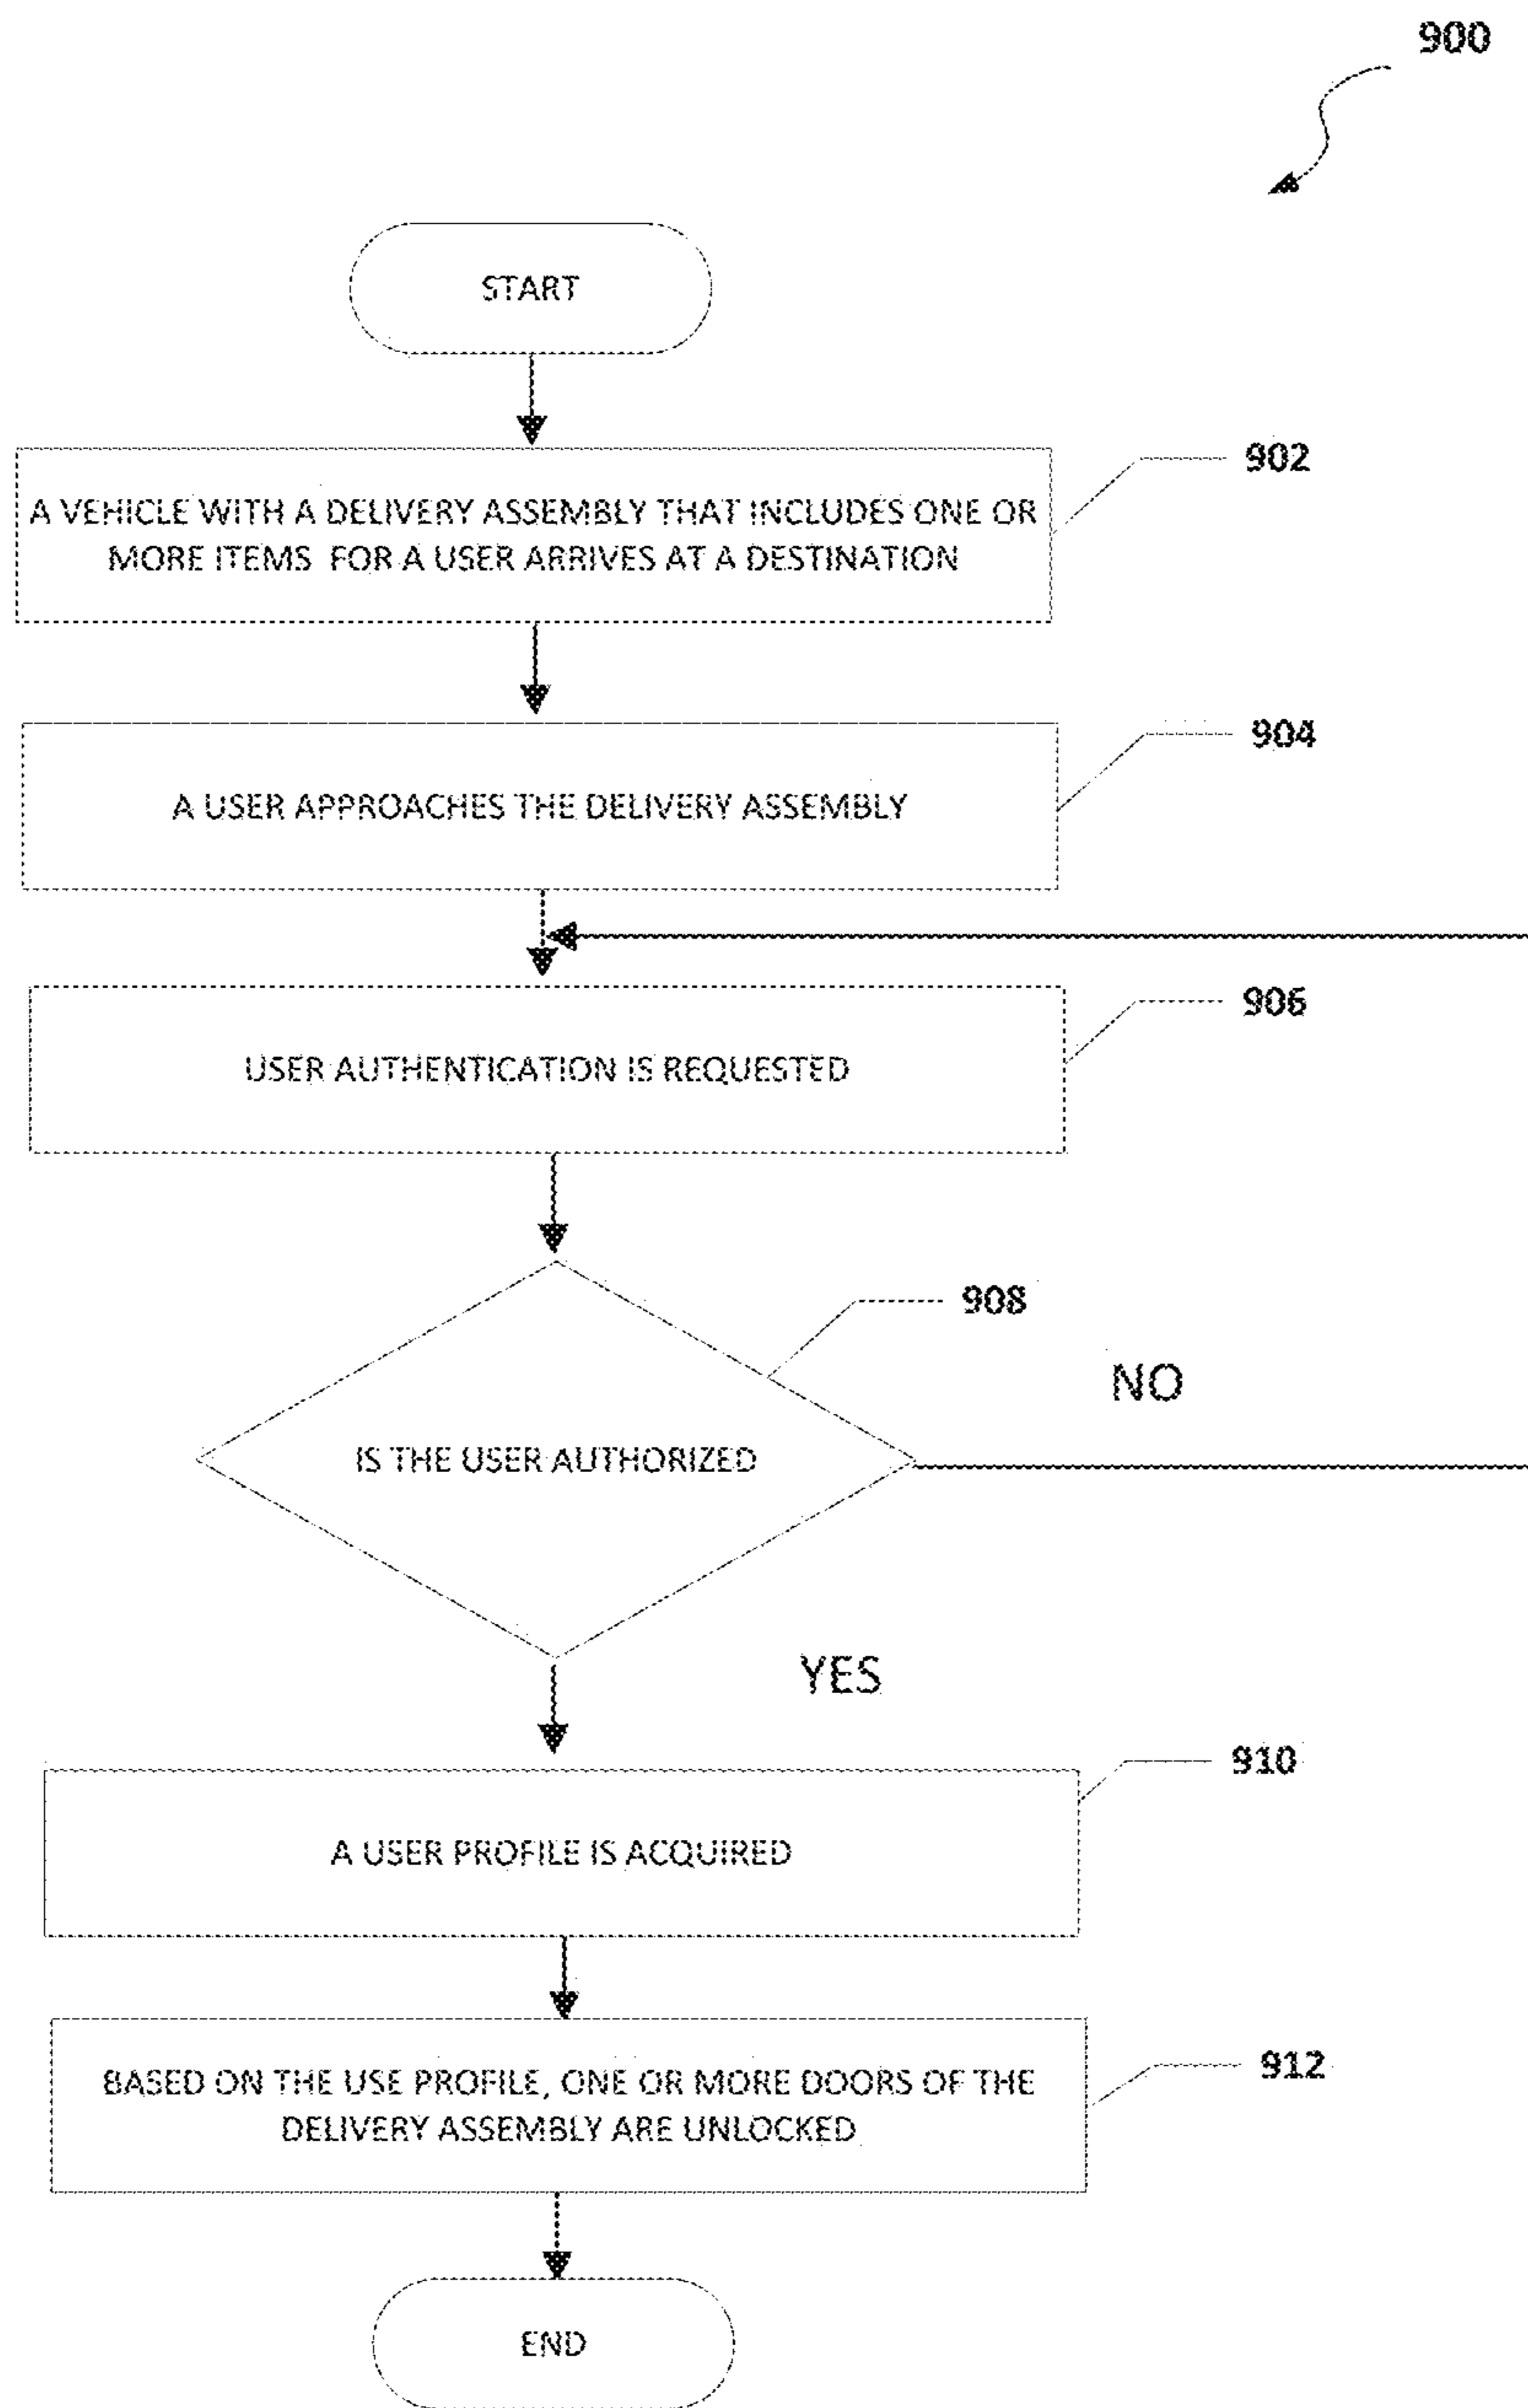 900
START
902
A VEHICLE WITH A DELIVERY ASSEMBLY THAT INCLUDES ONE OR
MORE ITEMS FOR A USER ARRIVES AT A DESTINATION
904
A USER APPROACHES THE DELIVERY ASSEMBLY
906
USER AUTHENTICATION IS REQUESTED
908
NO
IS THE USER AUTHORIZED
YES
910
A USER PROFILE IS ACQUIRED
912
BASED ON THE USE PROFILE, ONE OR MORE DOORS OF THE
DELIVERY ASSEMBLY ARE UNLOCKED
END